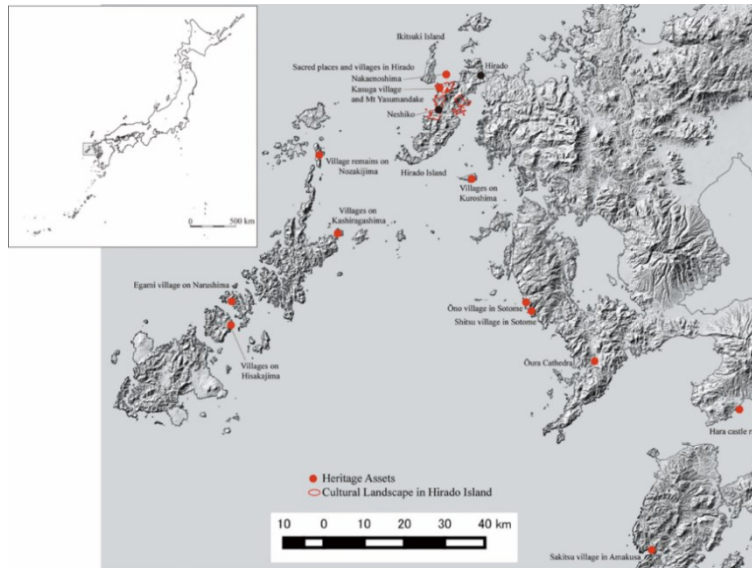 Ikitsuki Island
Sacred places and villages in Hirado
Hirado
Nakaenoshima
Kasuga village
and Mt Yasumandake
Neshiko
Village remains on
Nozakijima
Hirado Island
Villages on
Kuroshima
0 500 km
Villages on
Kashiragashima
Egami village on Narushima
Ōno village in Sotome
Shitsu village in Sotome
Villages on
Hisakajima
Ōura Cathedral
Hara castle r
Heritage Assets
Cultural Landscape in Hirado Island
10 0 10 20 30 40 km
Sakitsu village in Amakusa